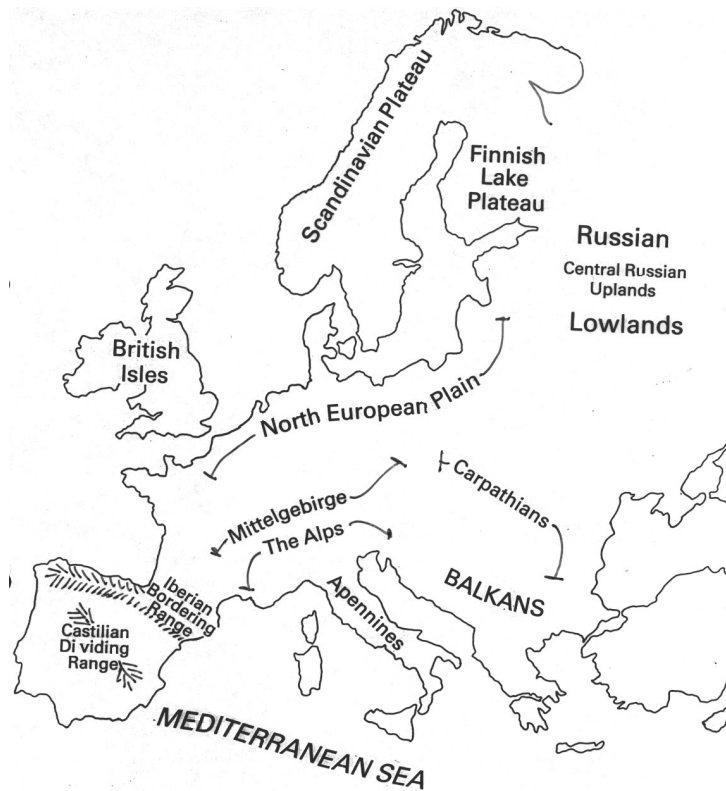 Scandinavian Plateau
Finnish
Lake
Plateau
Russian
Central Russian
Uplands
Lowlands
British
Isles
North European Plain
Carpathians
Mittelgebirge
The Alps
Iberian
Bordering
Range
BALKANS
Apennines
Castilian
Di viding
Range
MEDITERRANEAN SEA